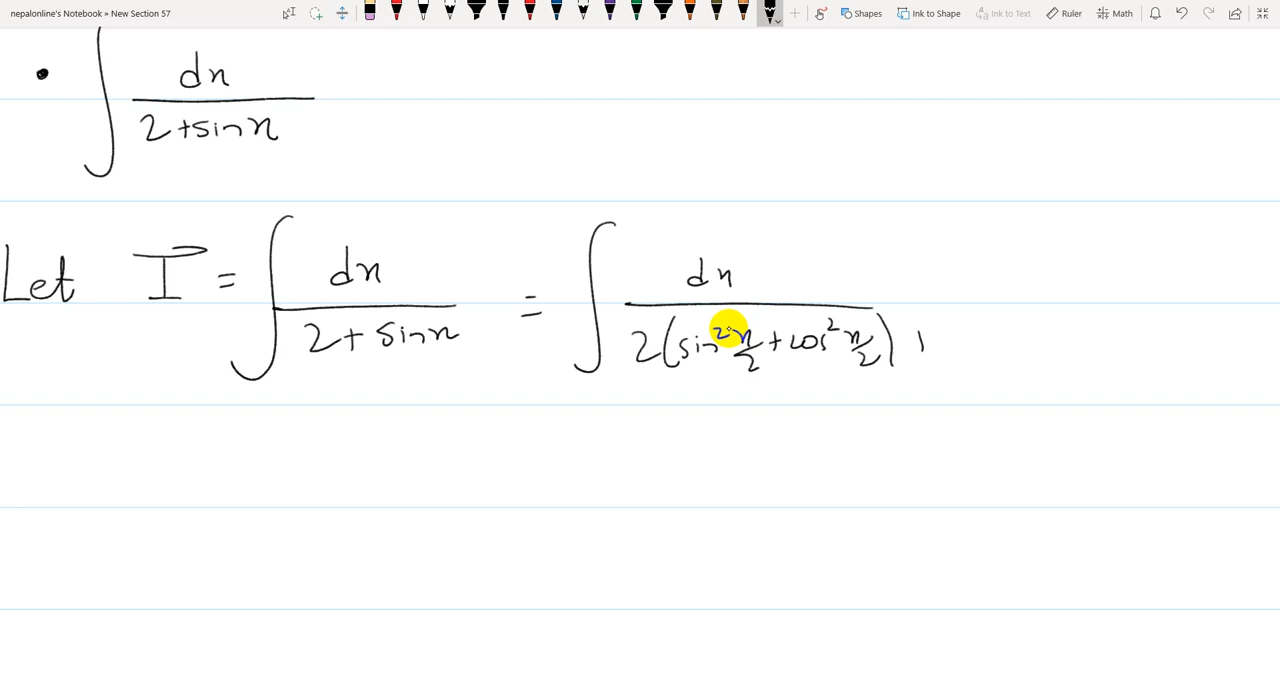 nepalonline's Notebook » New Section 57
Shapes Ink to Shape Ink to Text Ruler Math
• ∫ dx / (2+sinx)
Let I = ∫ dx / (2+sinx) = ∫ dx / 2(sin² x/2 + cos² x/2)